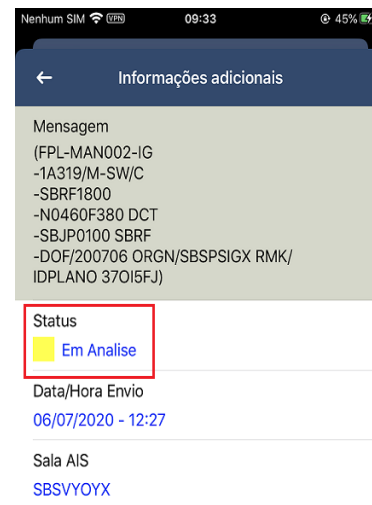 Nenhum SIM VPN 09:33 45%
Informações adicionais
Mensagem
(FPL-MAN002-IG
-1A319/M-SW/C
-SBRF1800
-N0460F380 DCT
-SBJP0100 SBRF
-DOF/200706 ORGN/SBSPSIGX RMK/
IDPLANO 37OI5FJ)
Status
Em Analise
Data/Hora Envio
06/07/2020 - 12:27
Sala AIS
SBSVYOYX